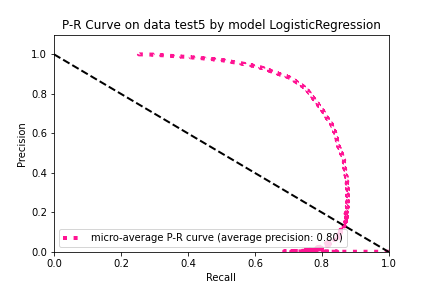 P-R Curve on data test5 by model LogisticRegression
1.0
0.8
0.6
0.4
0.2
0.0
Precision
micro-average P-R curve (average precision: 0.80)
0.0 0.2 0.4 0.6 0.8 1.0
Recall